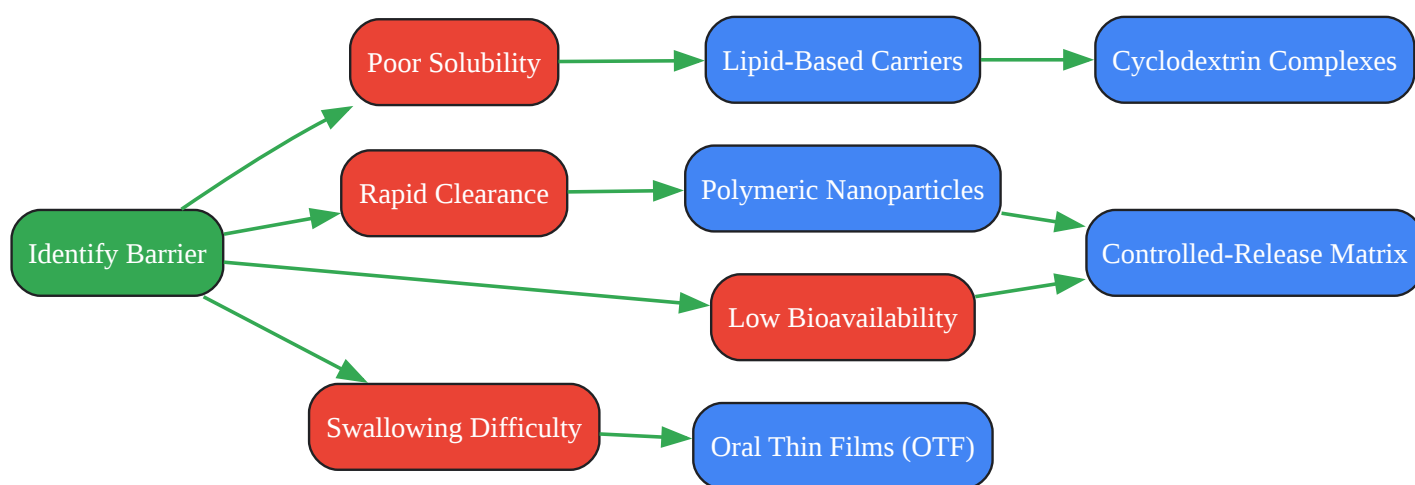 Poor Solubility
Lipid-Based Carriers
Cyclodextrin Complexes
Rapid Clearance
Polymeric Nanoparticles
Identify Barrier
Controlled-Release Matrix
Low Bioavailability
Swallowing Difficulty
Oral Thin Films (OTF)